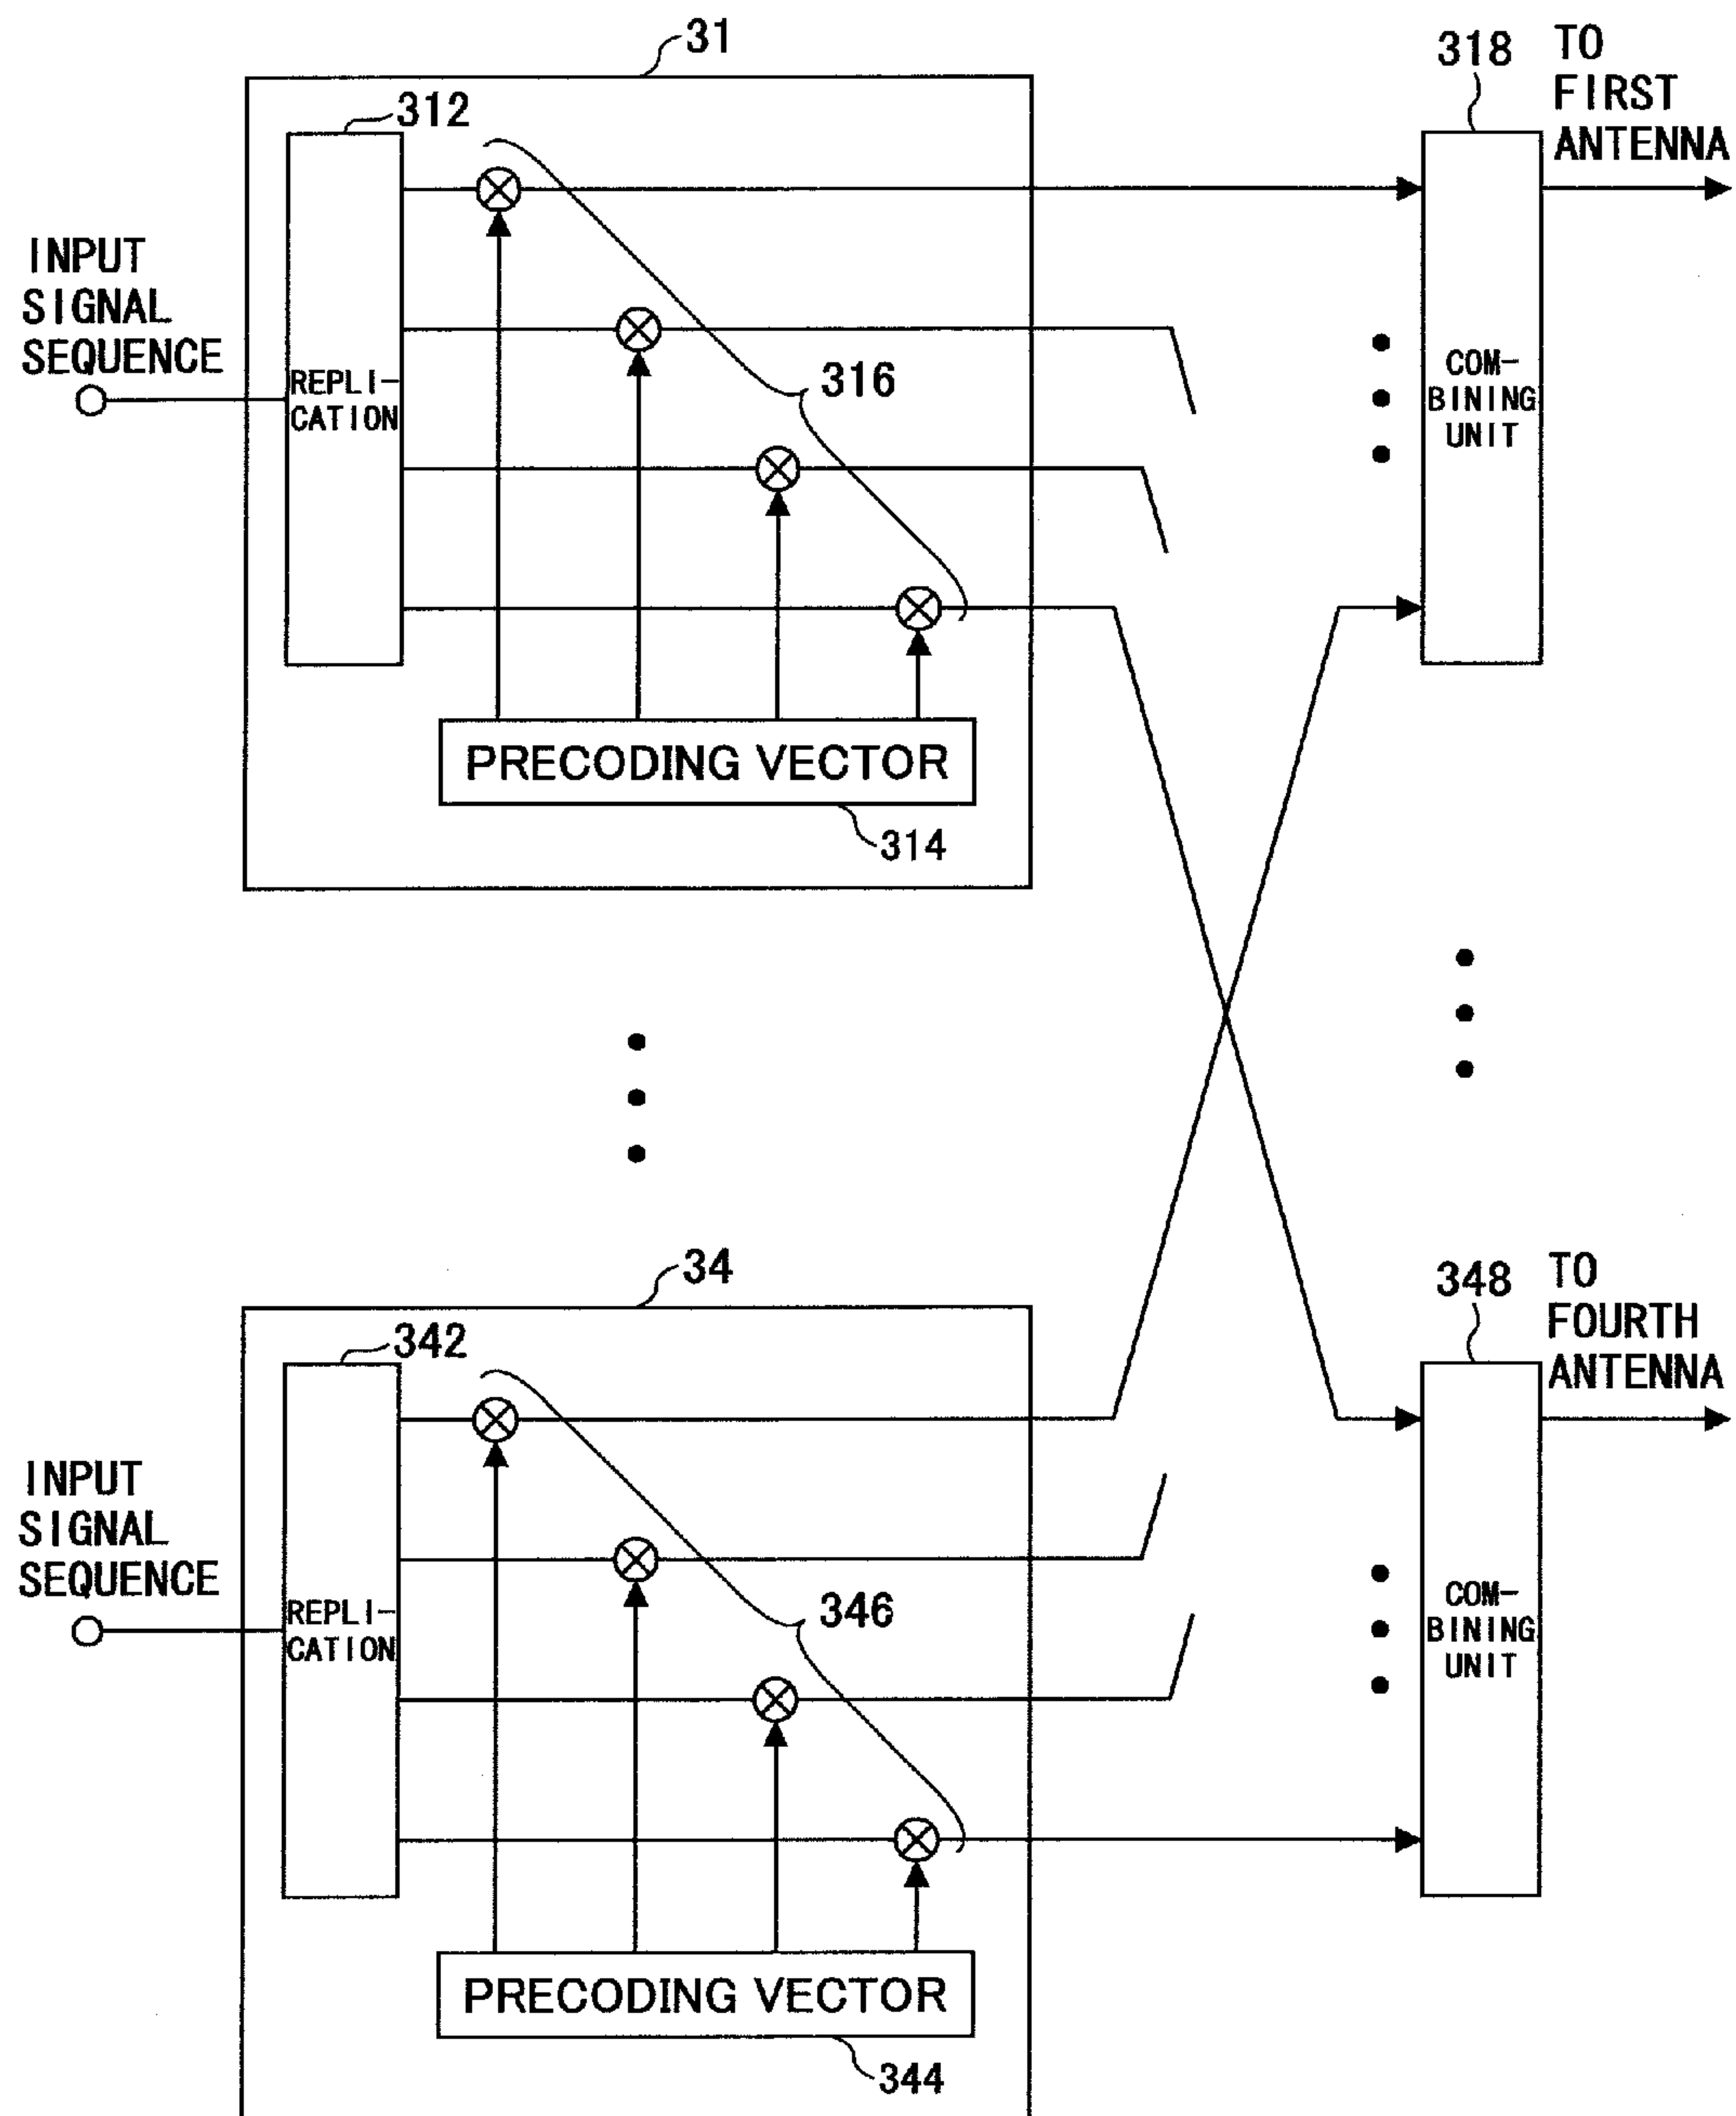 31
318
TO
FIRST
ANTENNA
312
INPUT
SIGNAL
SEQUENCE
REPLI-
CATION
316
COM-
BINING
UNIT
PRECODING VECTOR
314
34
348
TO
FOURTH
ANTENNA
342
INPUT
SIGNAL
SEQUENCE
REPLI-
CATION
346
COM-
BINING
UNIT
PRECODING VECTOR
344